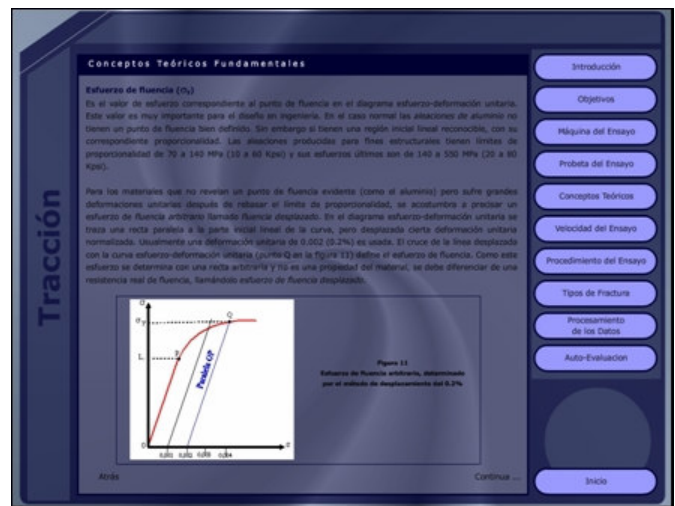 Conceptos Teóricos Fundamentales
Esfuerzo de fluencia (σy)
Es el valor de esfuerzo correspondiente al punto de fluencia en el diagrama esfuerzo-deformación unitaria.
Este valor es muy importante para el diseño en ingeniería. En el caso normal las aleaciones de aluminio no
tienen un punto de fluencia bien definido. Sin embargo si tienen una región inicial lineal reconocible, con su
correspondiente proporcionalidad. Las aleaciones producidas para fines estructurales tienen límites de
proporcionalidad de 70 a 140 MPa (10 a 60 Kpsi) y sus esfuerzos últimos son de 140 a 550 MPa (20 a 80
Kpsi).
Para los materiales que no revelan un punto de fluencia evidente (como el aluminio) pero sufre grandes
deformaciones unitarias después de rebasar el límite de proporcionalidad, se acostumbra a precisar un
esfuerzo de fluencia arbitrario llamado fluencia desplazado. En el diagrama esfuerzo-deformación unitaria se
traza una recta paralela a la parte inicial lineal de la curva, pero desplazada cierta deformación unitaria
normalizada. Usualmente una deformación unitaria de 0.002 (0.2%) es usada. El cruce de la línea desplazada
con la curva esfuerzo-deformación unitaria (punto Q en la figura 11) define el esfuerzo de fluencia. Como este
esfuerzo se determina con una recta arbitraria y no es una propiedad del material, se debe diferenciar de una
resistencia real de fluencia, llamándolo esfuerzo de fluencia desplazado.
σ
σY
Q
P
L
Paralela OP
0
0,001 0,002 0,003 0,004
Figura 11
Esfuerzo de fluencia arbitrario, determinado
por el método de desplazamiento del 0.2%
Atrás
Continua ...
Tracción
Introducción
Objetivos
Máquina del Ensayo
Probeta del Ensayo
Conceptos Teóricos
Velocidad del Ensayo
Procedimiento del Ensayo
Tipos de Fractura
Procesamiento
de los Datos
Auto-Evaluacion
Inicio